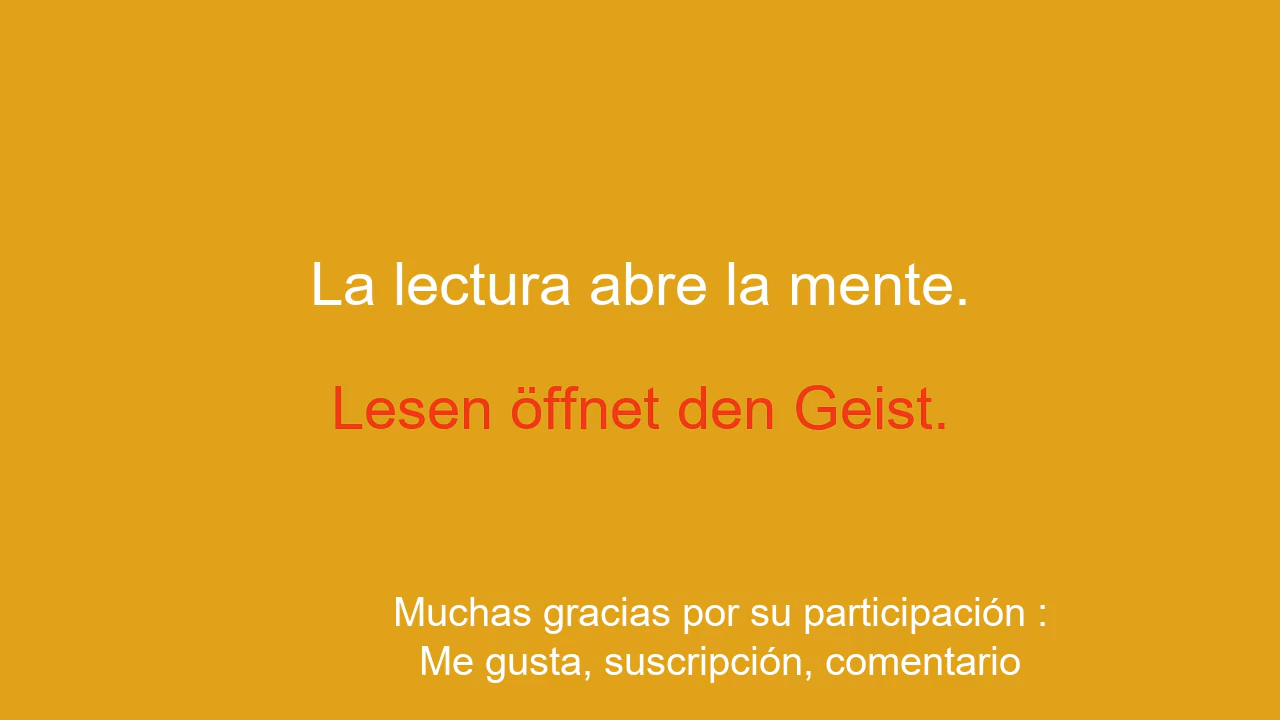 La lectura abre la mente.
Lesen öffnet den Geist.
Muchas gracias por su participación :
Me gusta, suscripción, comentario